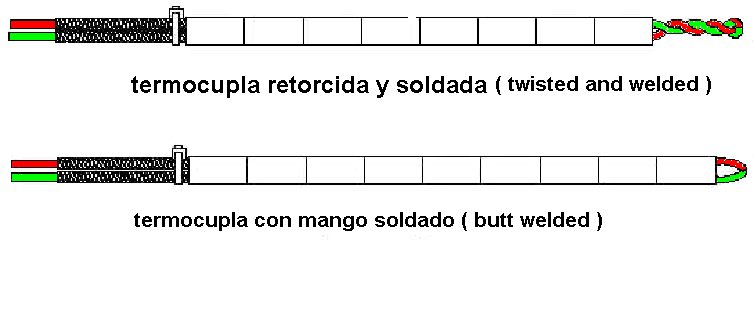 termocupla retorcida y soldada ( twisted and welded )
termocupla con mango soldado ( butt welded )